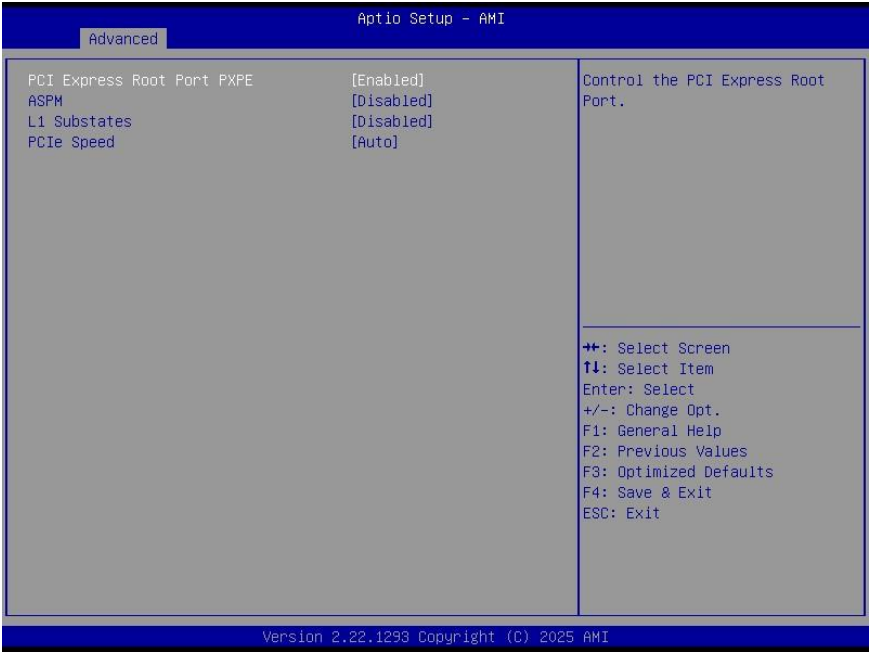 Aptio Setup – AMI
Advanced
PCI Express Root Port PXPE [Enabled]
ASPM [Disabled]
L1 Substates [Disabled]
PCIe Speed [Auto]
Control the PCI Express Root
Port.
→←: Select Screen
↑↓: Select Item
Enter: Select
+/-: Change Opt.
F1: General Help
F2: Previous Values
F3: Optimized Defaults
F4: Save & Exit
ESC: Exit
Version 2.22.1293 Copyright (C) 2025 AMI